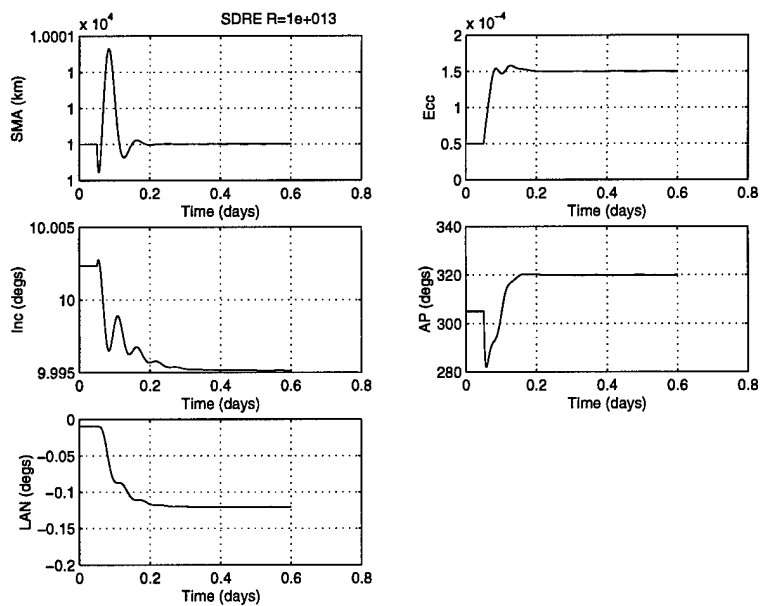 SDRE R=1e+013
x 10^4
1.0001
1
1
1
1
SMA (km)
0 0.2 0.4 0.6 0.8
Time (days)
x 10^-4
2
1.5
1
0.5
0
Ecc
0 0.2 0.4 0.6 0.8
Time (days)
10.005
10
9.995
Inc (degs)
0 0.2 0.4 0.6 0.8
Time (days)
340
320
300
280
AP (degs)
0 0.2 0.4 0.6 0.8
Time (days)
0
-0.05
-0.1
-0.15
-0.2
LAN (degs)
0 0.2 0.4 0.6 0.8
Time (days)